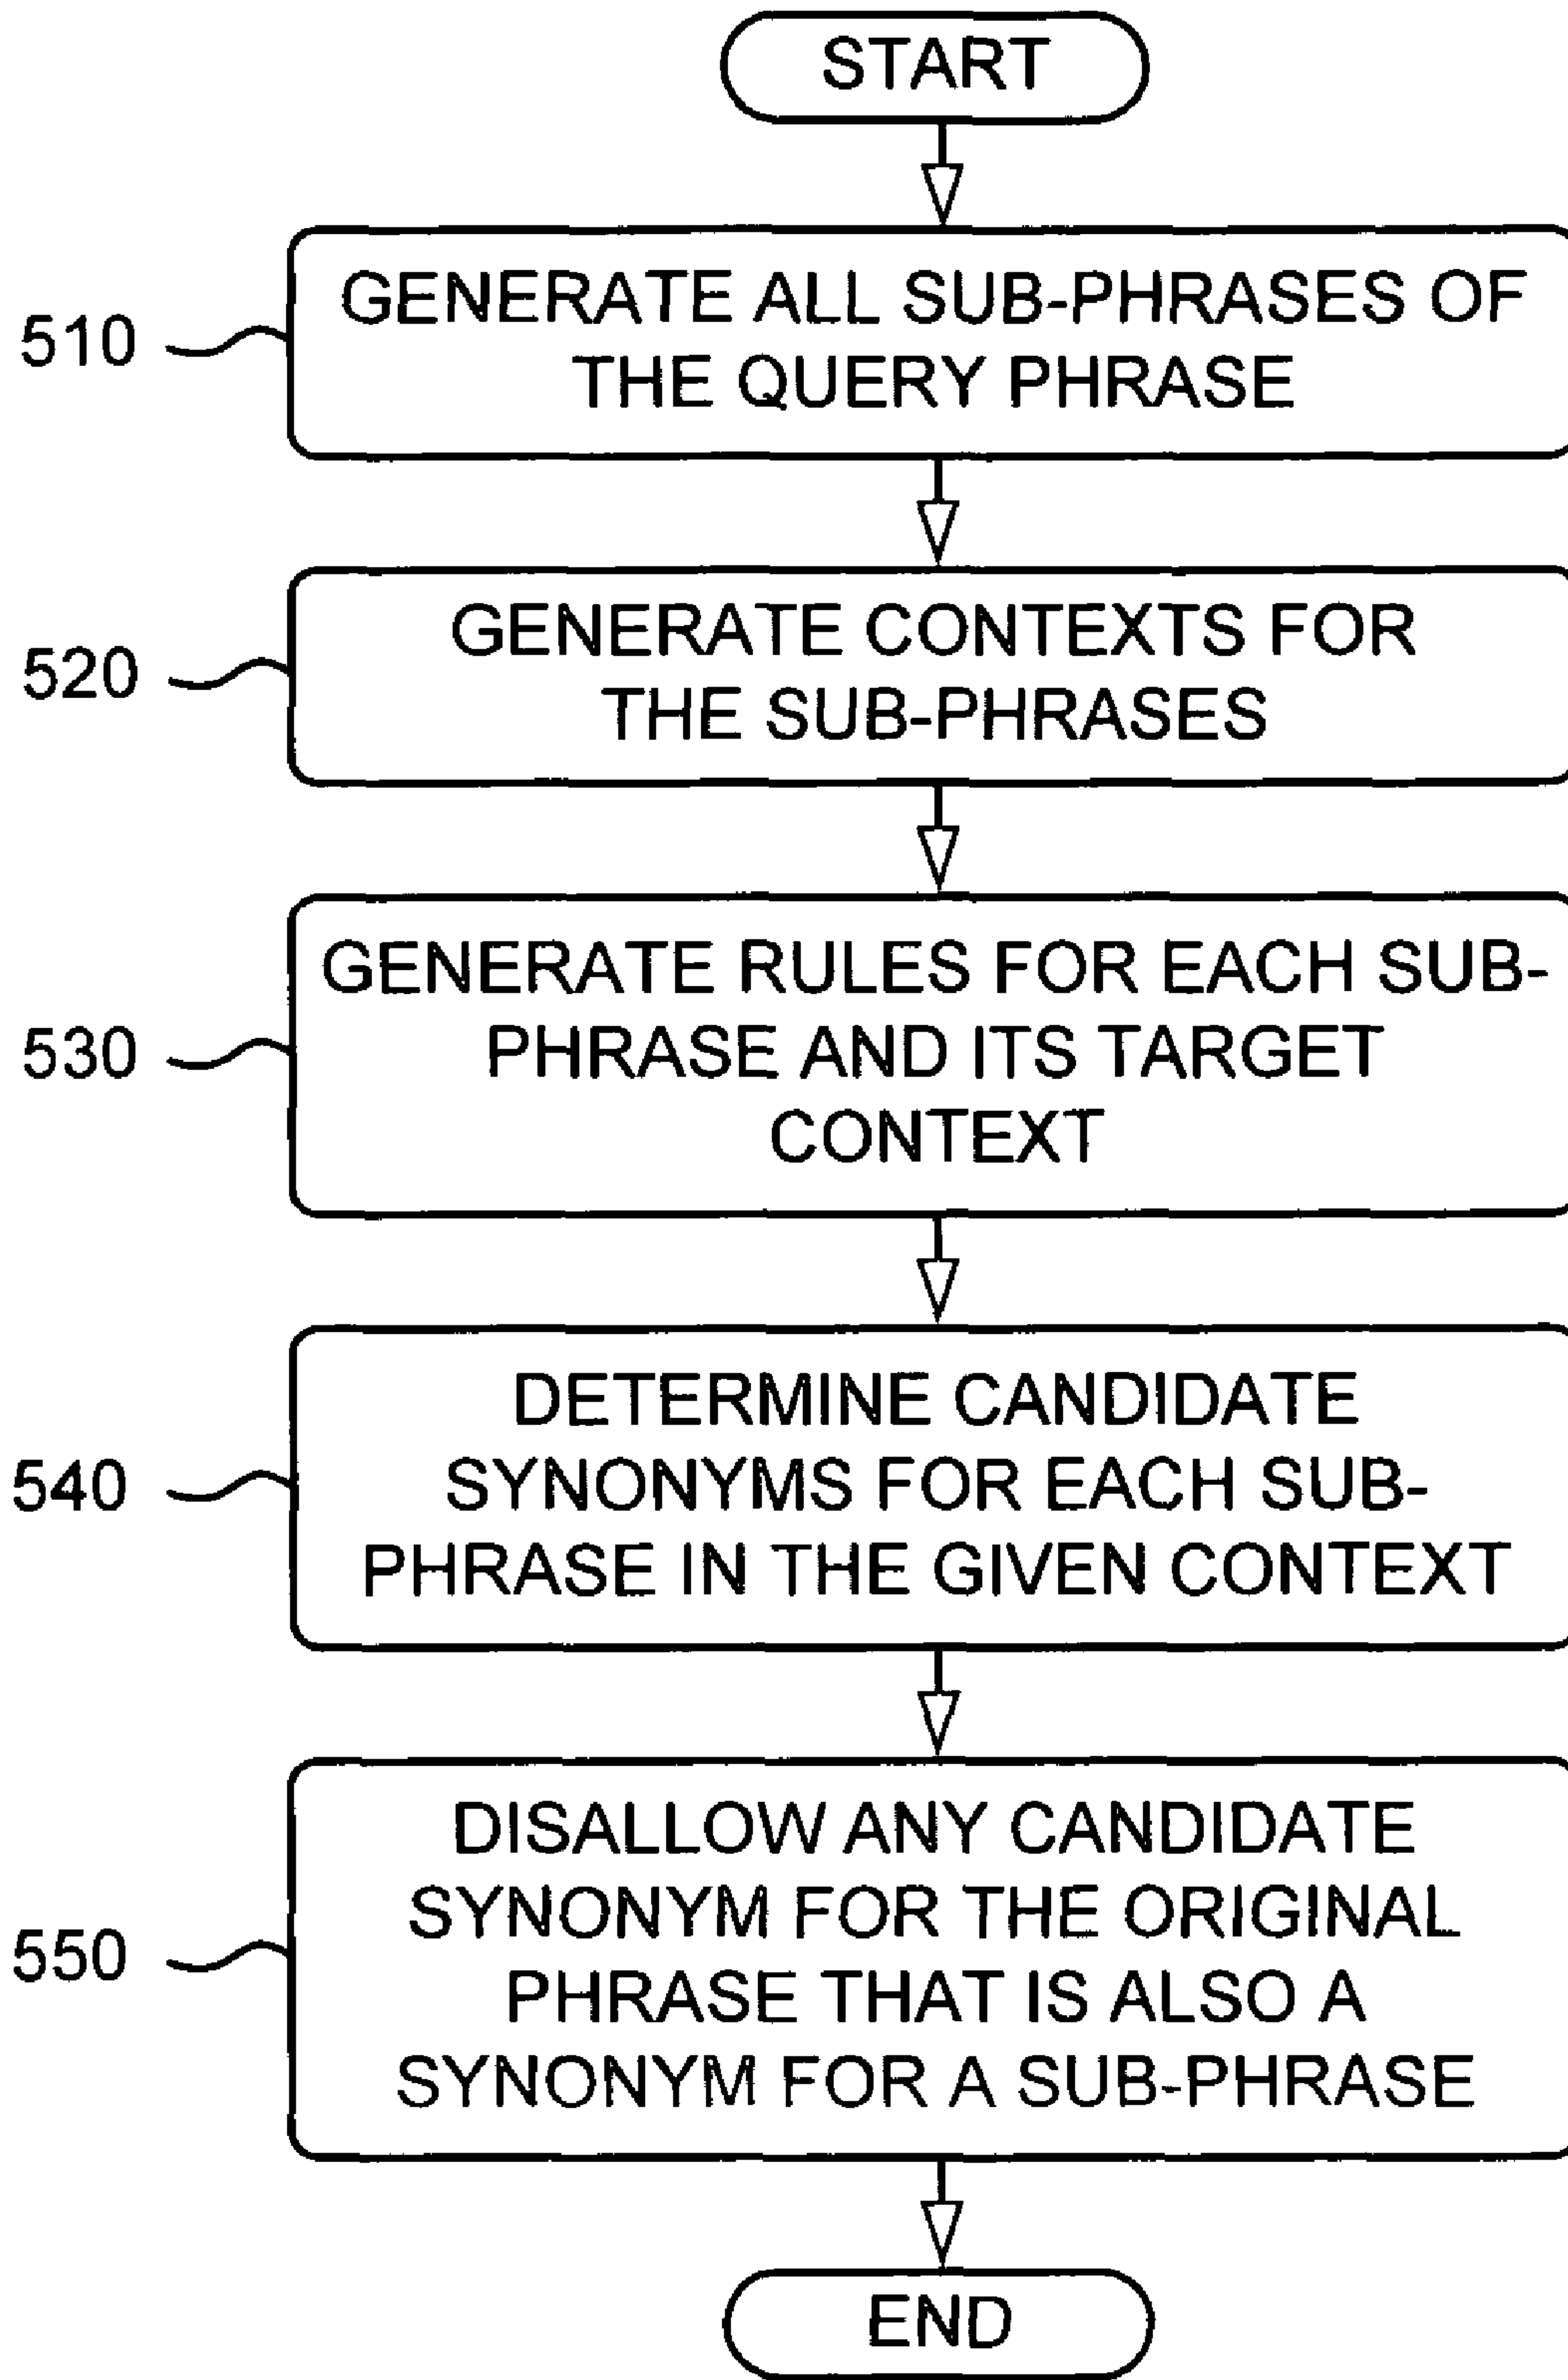 START
510
GENERATE ALL SUB-PHRASES OF
THE QUERY PHRASE
520
GENERATE CONTEXTS FOR
THE SUB-PHRASES
530
GENERATE RULES FOR EACH SUB-
PHRASE AND ITS TARGET
CONTEXT
540
DETERMINE CANDIDATE
SYNONYMS FOR EACH SUB-
PHRASE IN THE GIVEN CONTEXT
550
DISALLOW ANY CANDIDATE
SYNONYM FOR THE ORIGINAL
PHRASE THAT IS ALSO A
SYNONYM FOR A SUB-PHRASE
END